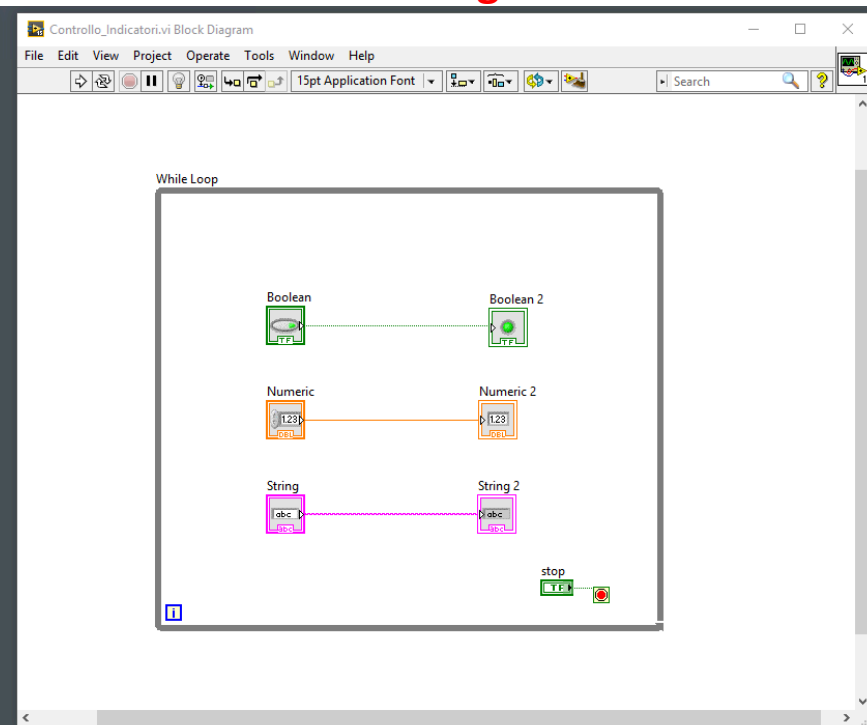 Controllo_Indicatori.vi Block Diagram
File Edit View Project Operate Tools Window Help
15pt Application Font Search
While Loop
Boolean Boolean 2
TF TF
Numeric Numeric 2
1.23 1.23
DBL DBL
String String 2
abc abc
abc abc
stop
TF
i